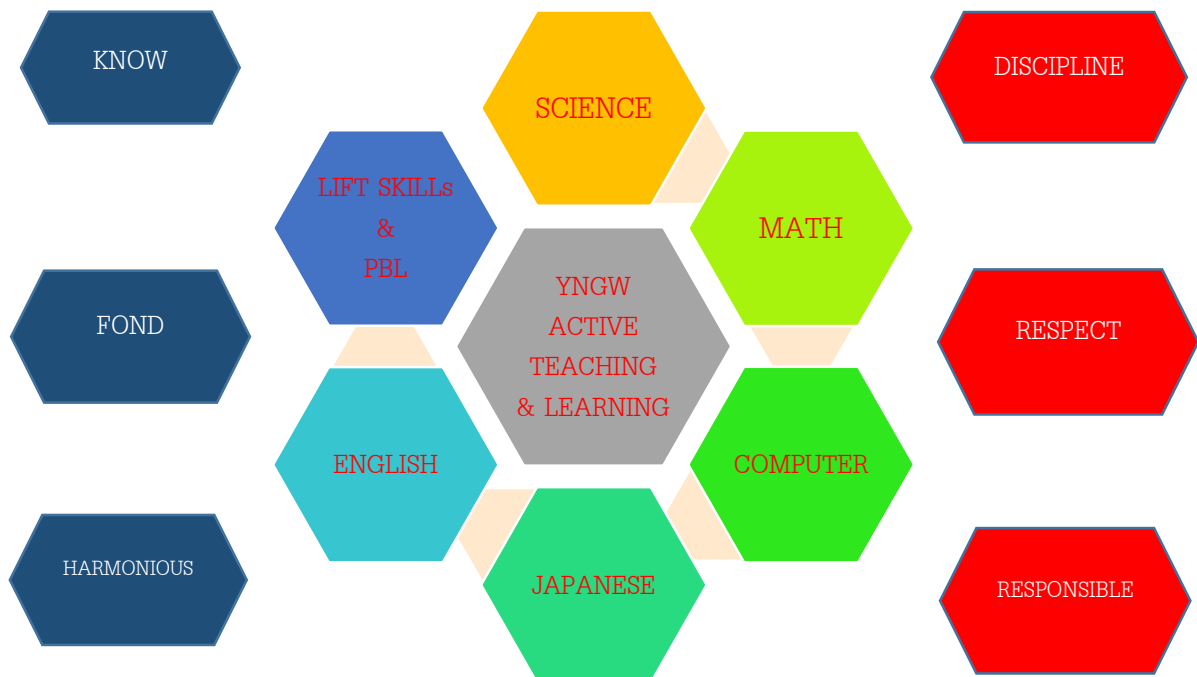 KNOW
FOND
HARMONIOUS
SCIENCE
LIFT SKILLs
&
PBL
MATH
YNGW
ACTIVE
TEACHING
& LEARNING
ENGLISH
COMPUTER
JAPANESE
DISCIPLINE
RESPECT
RESPONSIBLE